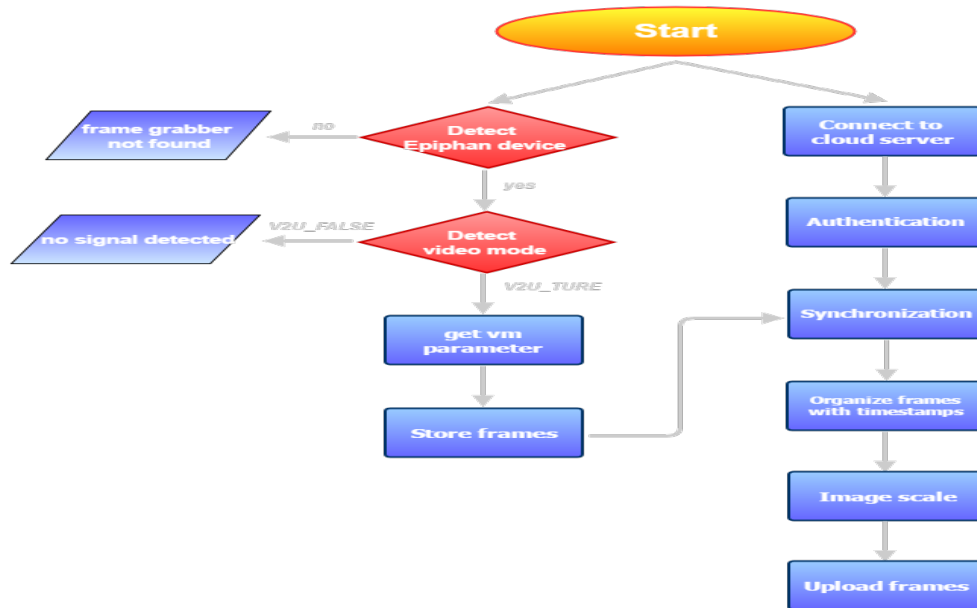 Start
frame grabber
not found
no
Detect
Epiphan device
Connect to
cloud server
yes
no signal detected
V2U_FALSE
Detect
video mode
Authentication
V2U_TURE
get vm
parameter
Synchronization
Store frames
Organize frames
with timestamps
Image scale
Upload frames